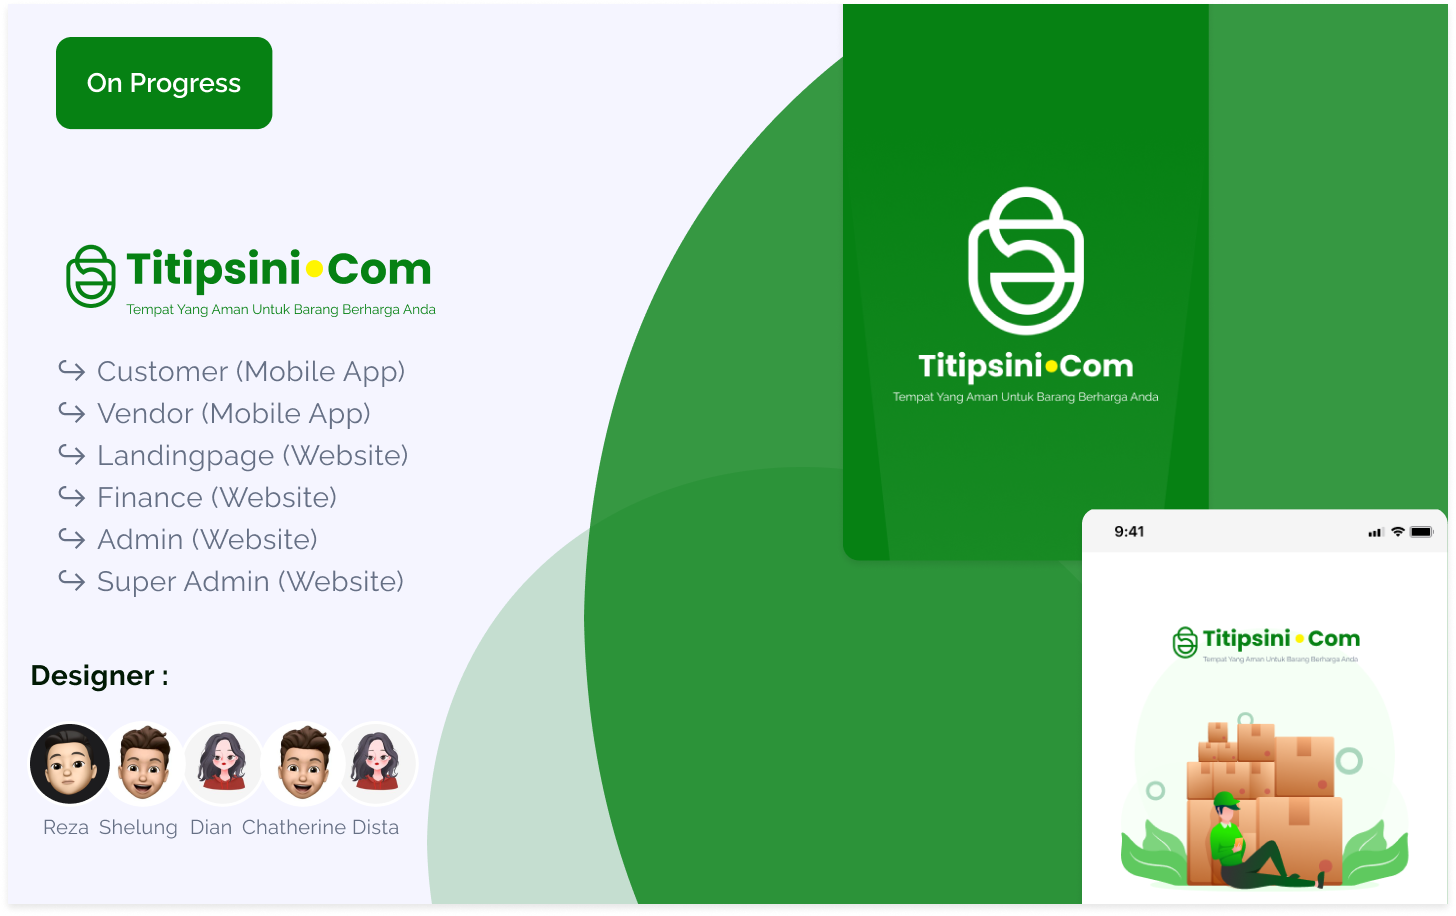 On Progress
Titipsini Com
Tempat Yang Aman Untuk Barang Berharga Anda
Customer (Mobile App)
Vendor (Mobile App)
Landingpage (Website)
Finance (Website)
Admin (Website)
Super Admin (Website)
Designer :
Reza Shelung Dian Chatherine Dista
Titipsini Com
Tempat Yang Aman Untuk Barang Berharga Anda
9:41
Titipsini Com
Tempat Yang Aman Untuk Barang Berharga Anda